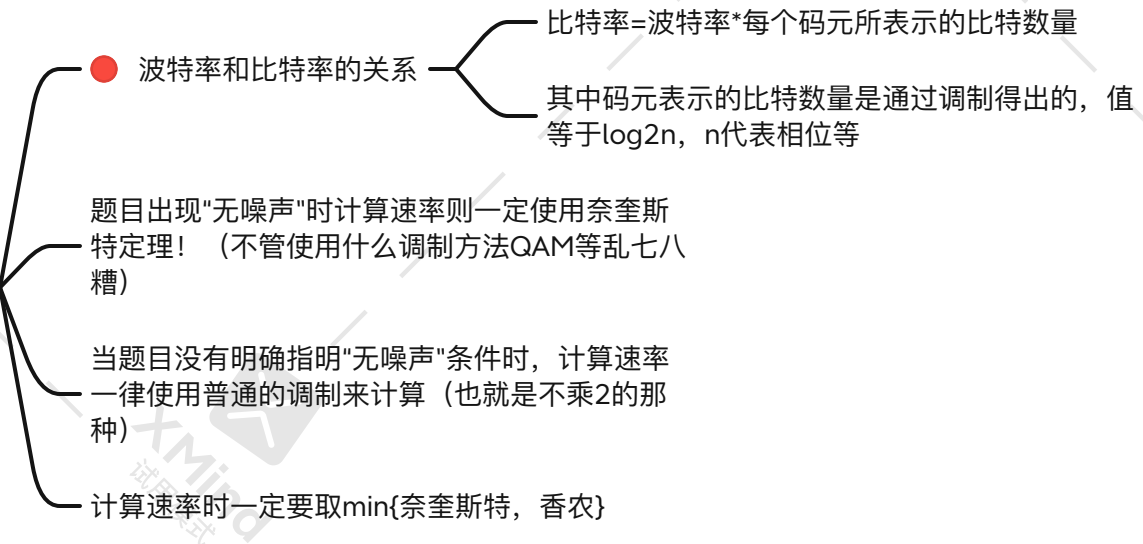 比特率=波特率*每个码元所表示的比特数量
波特率和比特率的关系
其中码元表示的比特数量是通过调制得出的，值
等于log2n，n代表相位等
题目出现"无噪声"时计算速率则一定使用奈奎斯
特定理！（不管使用什么调制方法QAM等乱七八
糟）
当题目没有明确指明"无噪声"条件时，计算速率
一律使用普通的调制来计算（也就是不乘2的那
种）
计算速率时一定要取min{奈奎斯特，香农}
XMind
试用模式